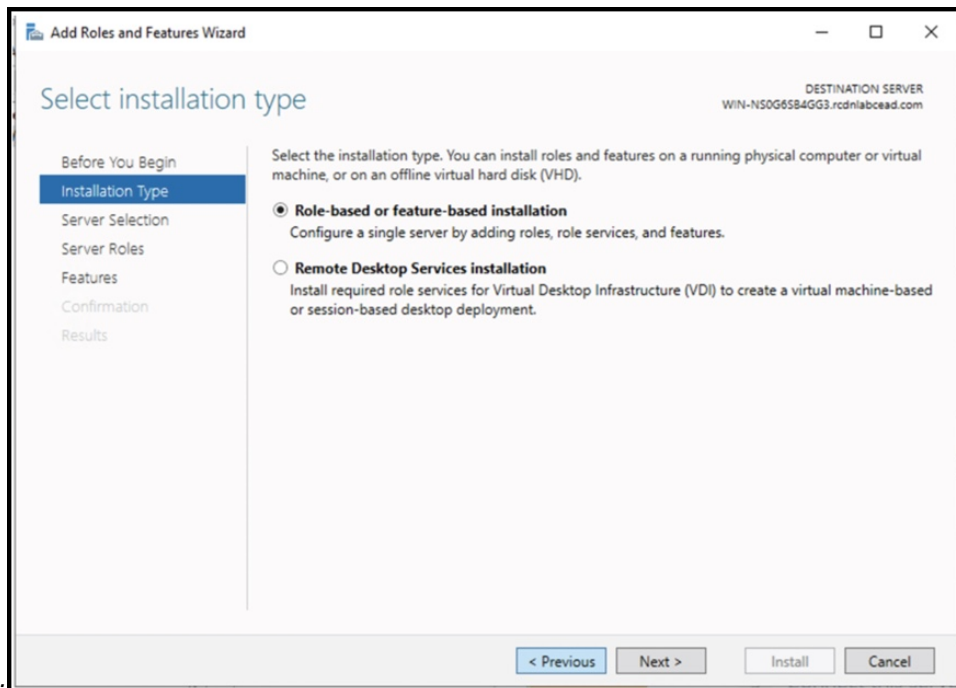 Add Roles and Features Wizard
Select installation type
DESTINATION SERVER
WIN-NS0G6SB4GG3.rcdnlabcead.com
Before You Begin
Installation Type
Server Selection
Server Roles
Features
Confirmation
Results
Select the installation type. You can install roles and features on a running physical computer or virtual
machine, or on an offline virtual hard disk (VHD).
Role-based or feature-based installation
Configure a single server by adding roles, role services, and features.
Remote Desktop Services installation
Install required role services for Virtual Desktop Infrastructure (VDI) to create a virtual machine-based
or session-based desktop deployment.
< Previous
Next >
Install
Cancel